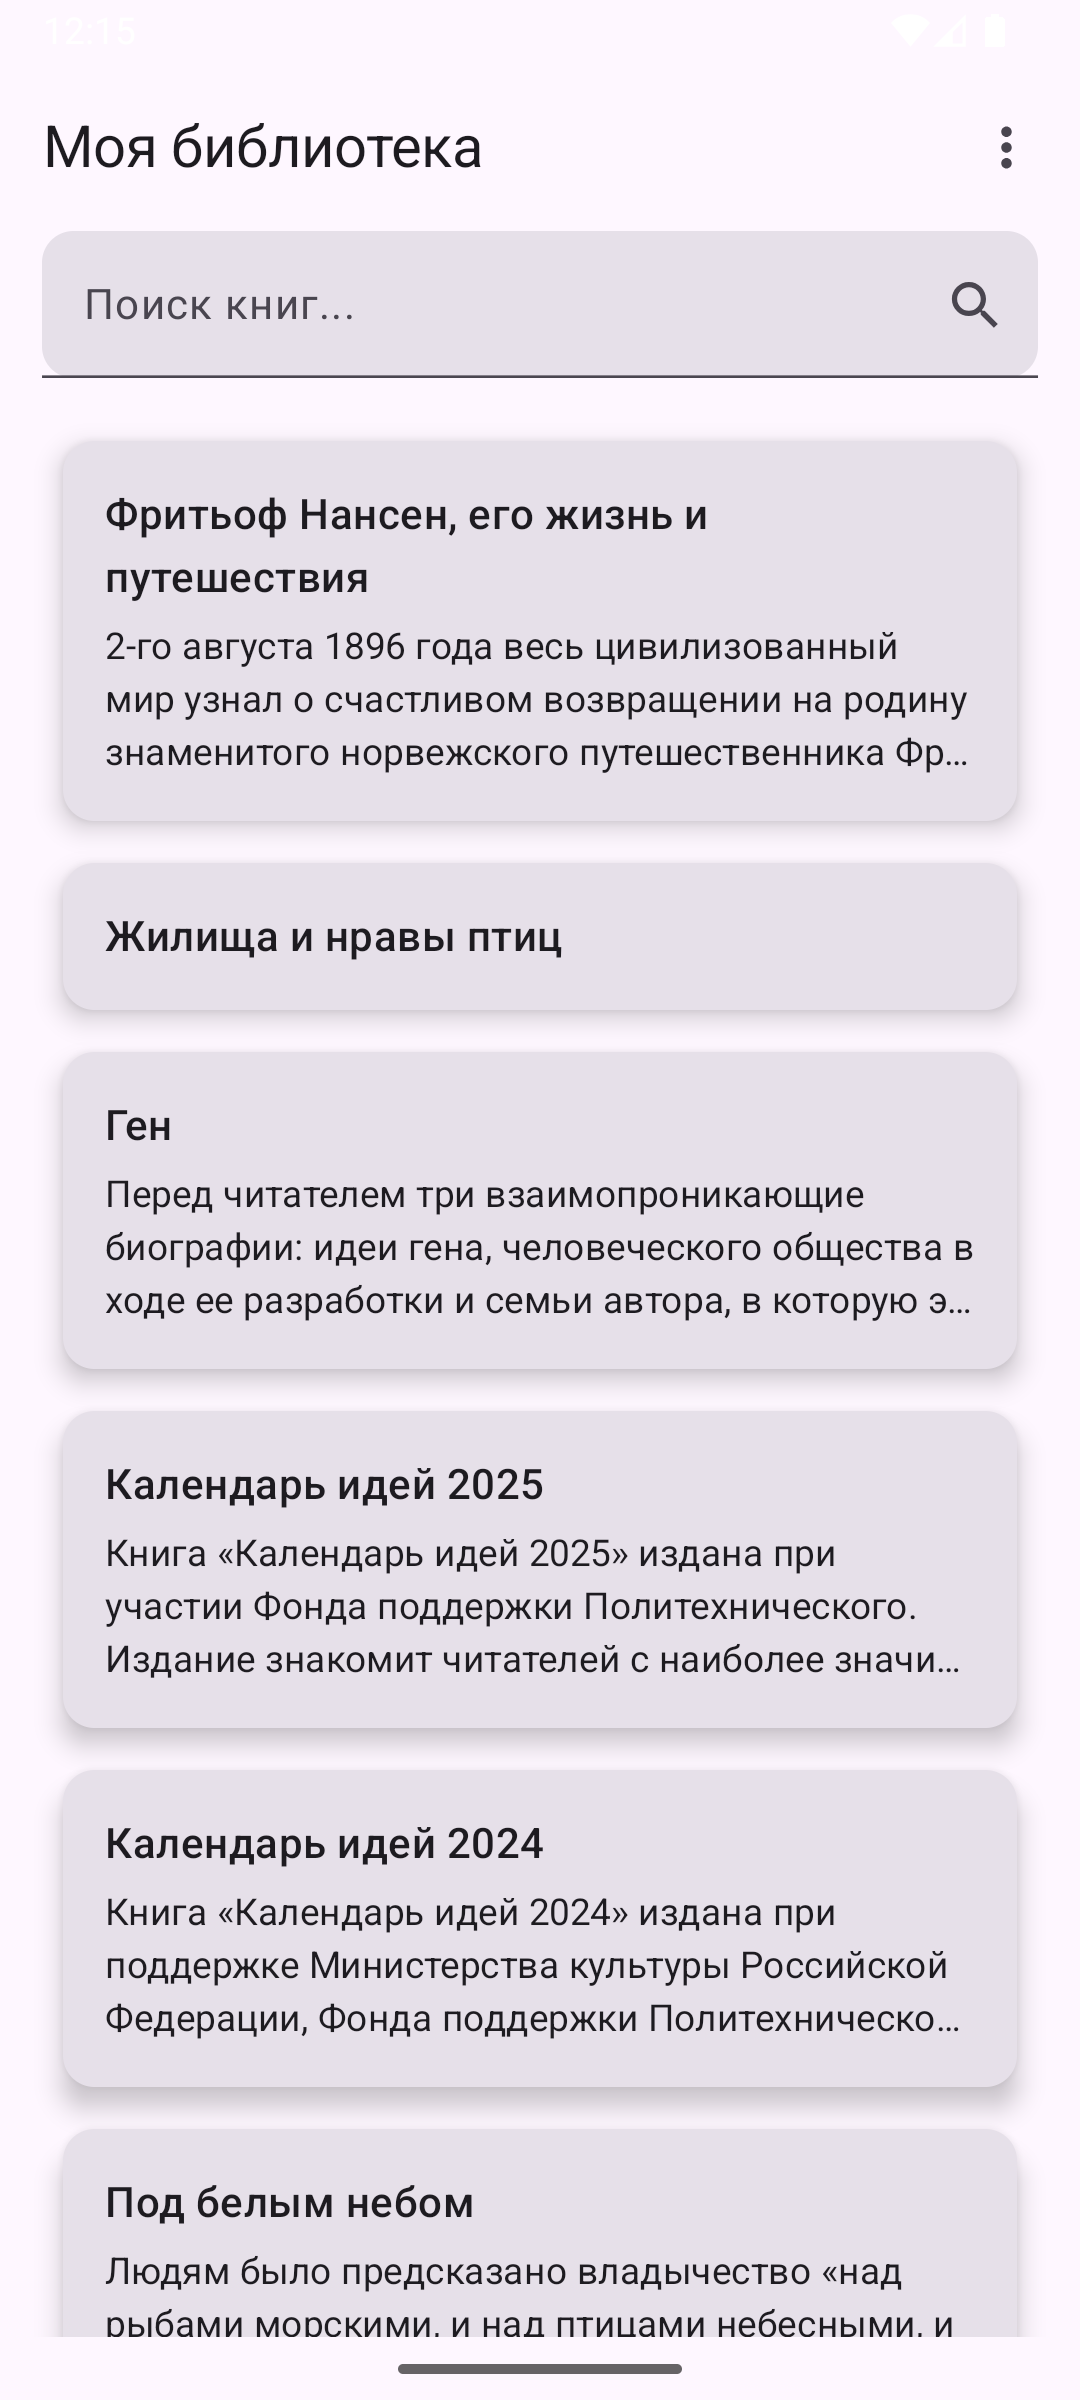 12:15
Моя библиотека
Поиск книг...
Фритьоф Нансен, его жизнь и
путешествия
2-го августа 1896 года весь цивилизованный
мир узнал о счастливом возвращении на родину
знаменитого норвежского путешественника Фр...
Жилища и нравы птиц
Ген
Перед читателем три взаимопроникающие
биографии: идеи гена, человеческого общества в
ходе ее разработки и семьи автора, в которую э...
Календарь идей 2025
Книга «Календарь идей 2025» издана при
участии Фонда поддержки Политехнического.
Издание знакомит читателей с наиболее значи...
Календарь идей 2024
Книга «Календарь идей 2024» издана при
поддержке Министерства культуры Российской
Федерации, Фонда поддержки Политехническо...
Под белым небом
Людям было предсказано владычество «над
рыбами морскими, и над птицами небесными, и